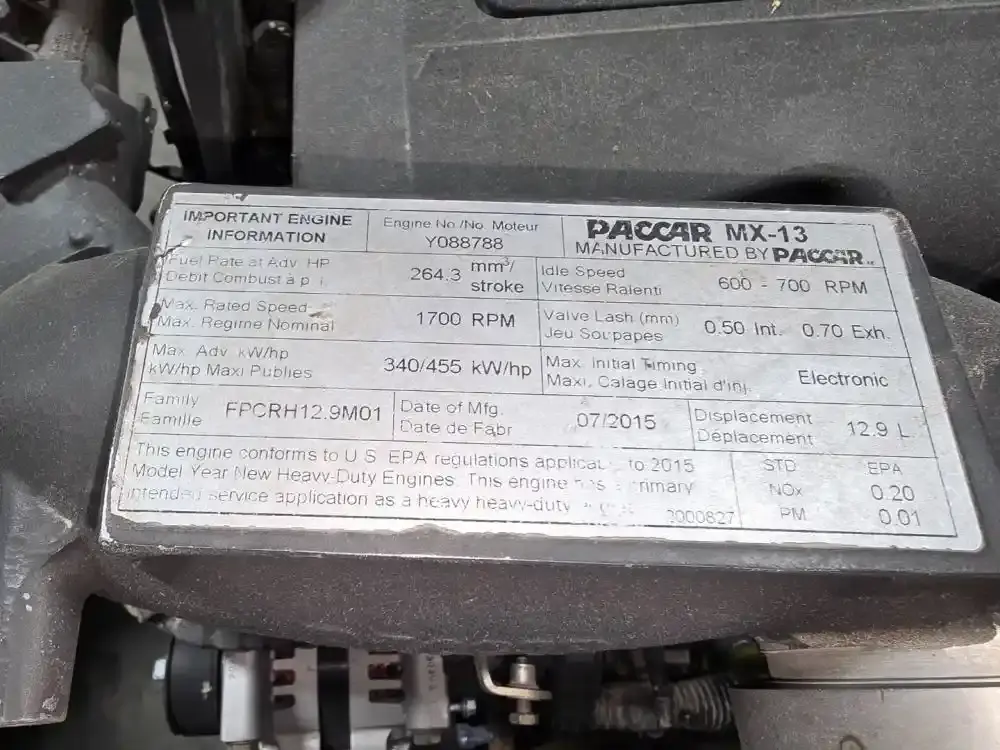 IMPORTANT ENGINE
INFORMATION
Engine No./No. Moteur
Y088788
PACCAR MX-13
MANUFACTURED BY PACCAR
Fuel Rate at Adv. HP
Debit Combust à p
264.3 mm³/
stroke
Idle Speed
Vitesse Ralenti
600 - 700 RPM
Max. Rated Speed
Max. Regime Nominal
1700 RPM
Valve Lash (mm)
Jeu Soupapes
0.50 Int. 0.70 Exh.
Max. Adv. kW/hp
kW/hp Maxi Publies
340/455 kW/hp
Max. Initial Timing
Maxi. Calage Initial d'inj.
Electronic
Family
Famille
FPCRH12.9M01
Date of Mfg.
Date de Fabr
07/2015
Displacement
Déplacement
12.9 L
This engine conforms to U.S. EPA regulations to 2015
Model Year New Heavy-Duty Engines. This engine primary
intended service application as a heavy heavy-duty
2000827
STD EPA
NOx 0.20
PM 0.01